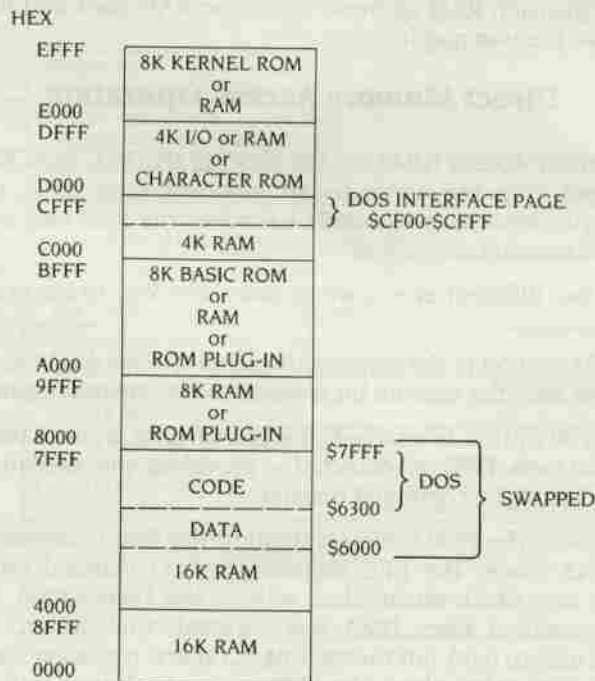 HEX
EFFF
8K KERNEL ROM
or
RAM
E000
DFFF
4K I/O or RAM
or
CHARACTER ROM
D000
CFFF
DOS INTERFACE PAGE
$CF00-$CFFF
4K RAM
C000
BFFF
8K BASIC ROM
or
RAM
or
ROM PLUG-IN
A000
9FFF
8K RAM
or
ROM PLUG-IN
8000
7FFF
$7FFF
CODE
DOS
SWAPPED
$6300
DATA
$6000
16K RAM
4000
8FFF
16K RAM
0000